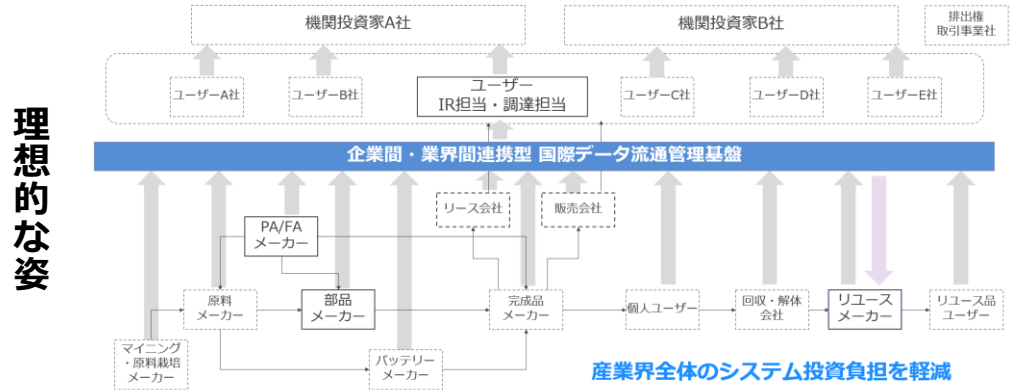 機関投資家A社
機関投資家B社
排出権
取引事業社
ユーザーA社
ユーザーB社
ユーザー
IR担当・調達担当
ユーザーC社
ユーザーD社
ユーザーE社
理想的な姿
企業間・業界間連携型 国際データ流通管理基盤
リース会社
販売会社
PA/FA
メーカー
原料
メーカー
部品
メーカー
完成品
メーカー
個人ユーザー
回収・解体
会社
リユース
メーカー
リユース品
ユーザー
マイニング
・原料栽培
メーカー
バッテリー
メーカー
産業界全体のシステム投資負担を軽減